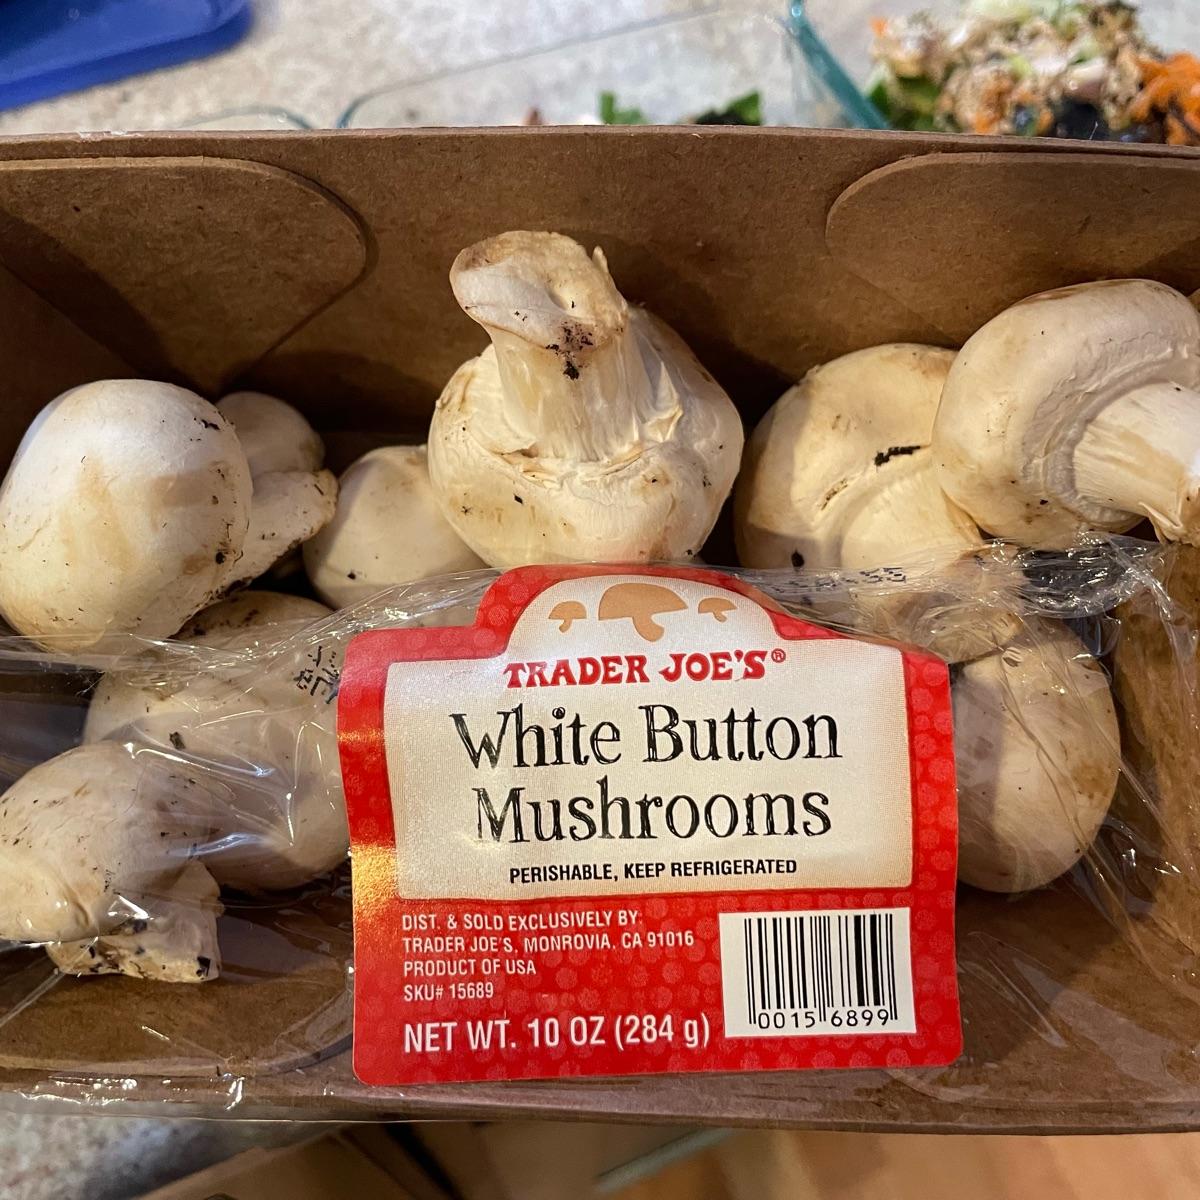 TRADER JOE'S®
White Button
Mushrooms
PERISHABLE, KEEP REFRIGERATED
DIST. & SOLD EXCLUSIVELY BY:
TRADER JOE'S, MONROVIA, CA 91016
PRODUCT OF USA
SKU# 15689
NET WT. 10 OZ (284 g)
0015 6899